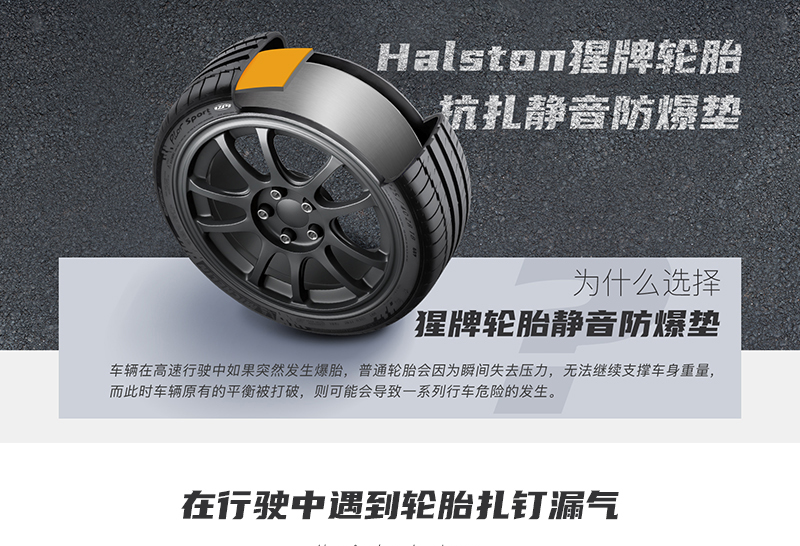 Halston猩牌轮胎
抗扎静音防爆垫
Pilot Sport
为什么选择
猩牌轮胎静音防爆垫
车辆在高速行驶中如果突然发生爆胎，普通轮胎会因为瞬间失去压力，无法继续支撑车身重量，
而此时车辆原有的平衡被打破，则可能会导致一系列行车危险的发生。
在行驶中遇到轮胎扎钉漏气